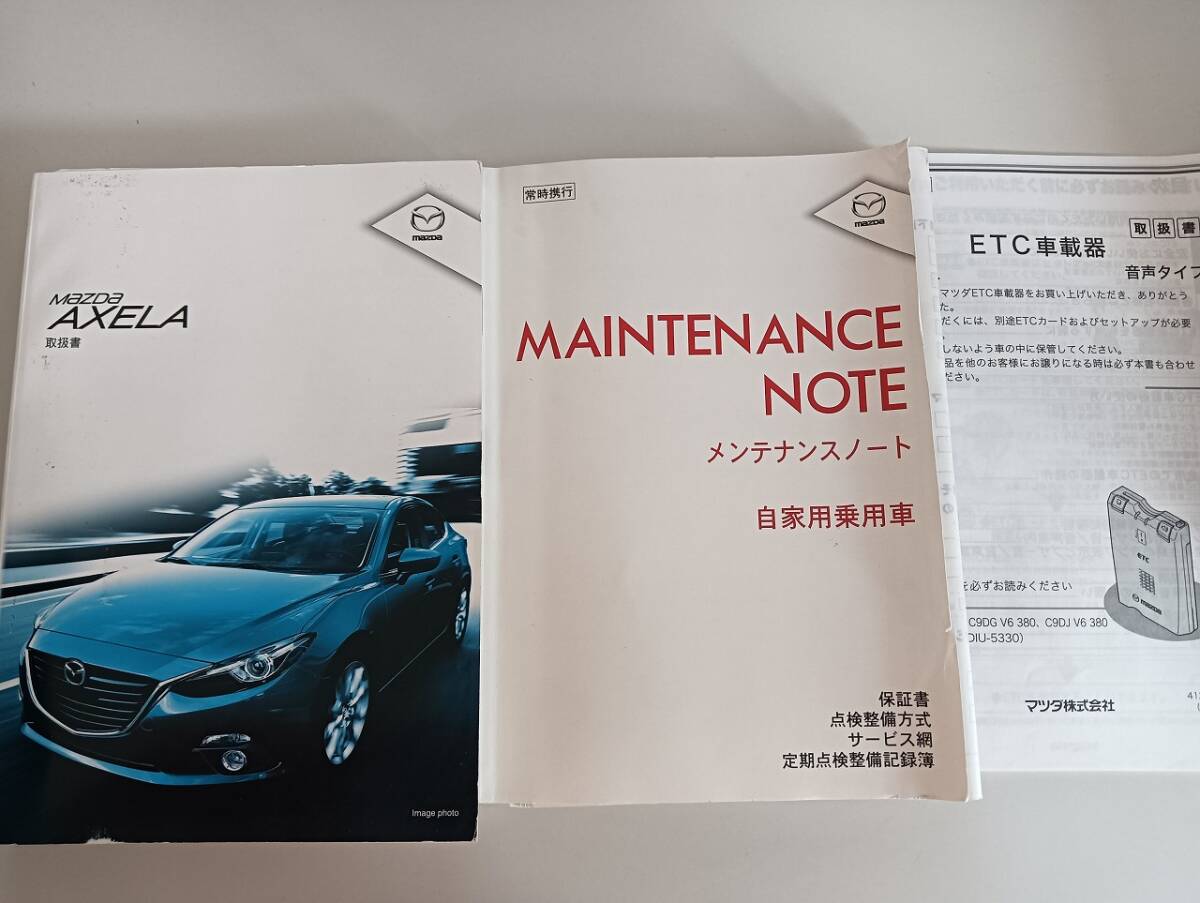 mazda
mazda
AXELA
取扱書
Image photo
常時携行
mazda
MAINTENANCE
NOTE
メンテナンスノート
自家用乗用車
保証書
点検整備方式
サービス網
定期点検整備記録簿
取扱書
ETC車載器
音声タイプ
マツダETC車載器をお買い上げいただき、ありがとう
た。
だくには、別途ETCカードおよびセットアップが必要
しないよう車の中に保管してください。
品を他のお客様にお譲りになる時は必ず本書も合わせ
ださい。
ETC
mazda
を必ずお読みください
C9DG V6 380、C9DJ V6 380
DIU-5330）
マツダ株式会社